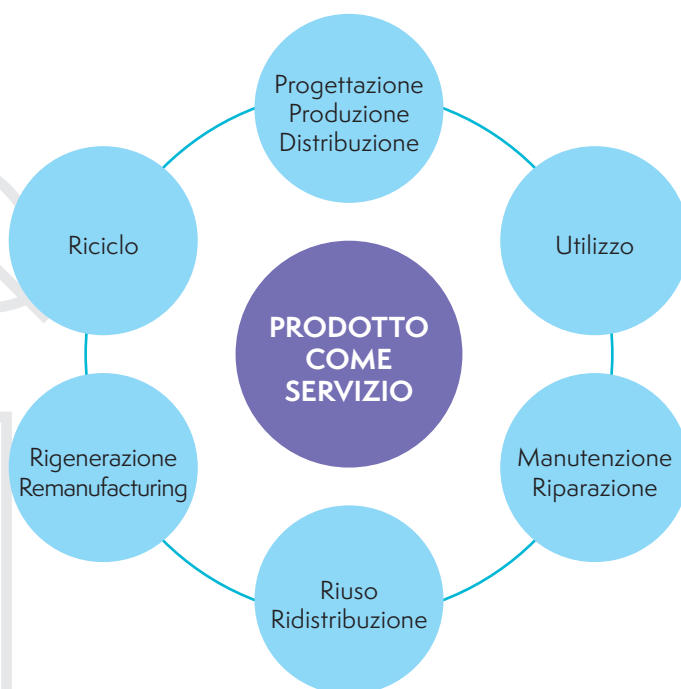 Progettazione
Produzione
Distribuzione
Riciclo
Utilizzo
PRODOTTO
COME
SERVIZIO
Rigenerazione
Remanufacturing
Manutenzione
Riparazione
Riuso
Ridistribuzione